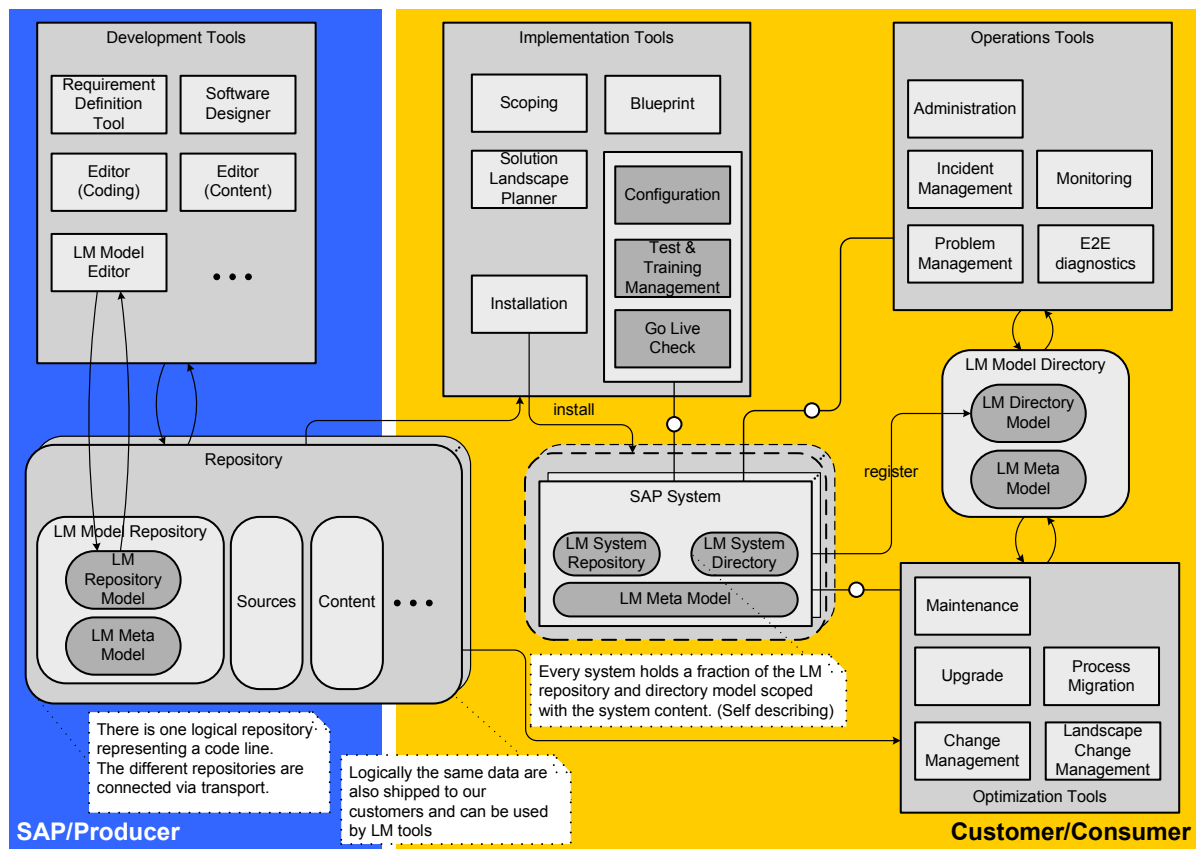 Development Tools
Requirement
Definition
Tool
Software
Designer
Editor
(Coding)
Editor
(Content)
LM Model
Editor
Implementation Tools
Scoping
Blueprint
Solution
Landscape
Planner
Configuration
Test &
Training
Management
Installation
Go Live
Check
Operations Tools
Administration
Incident
Management
Monitoring
Problem
Management
E2E
diagnostics
install
LM Model Directory
LM Directory
Model
LM Meta
Model
register
Repository
LM Model Repository
LM
Repository
Model
LM Meta
Model
Sources
Content
SAP System
LM System
Repository
LM System
Directory
LM Meta Model
Maintenance
Upgrade
Process
Migration
Change
Management
Landscape
Change
Management
Optimization Tools
Every system holds a fraction of the LM
repository and directory model scoped
with the system content. (Self describing)
There is one logical repository
representing a code line.
The different repositories are
connected via transport.
Logically the same data are
also shipped to our
customers and can be used
by LM tools
SAP/Producer
Customer/Consumer